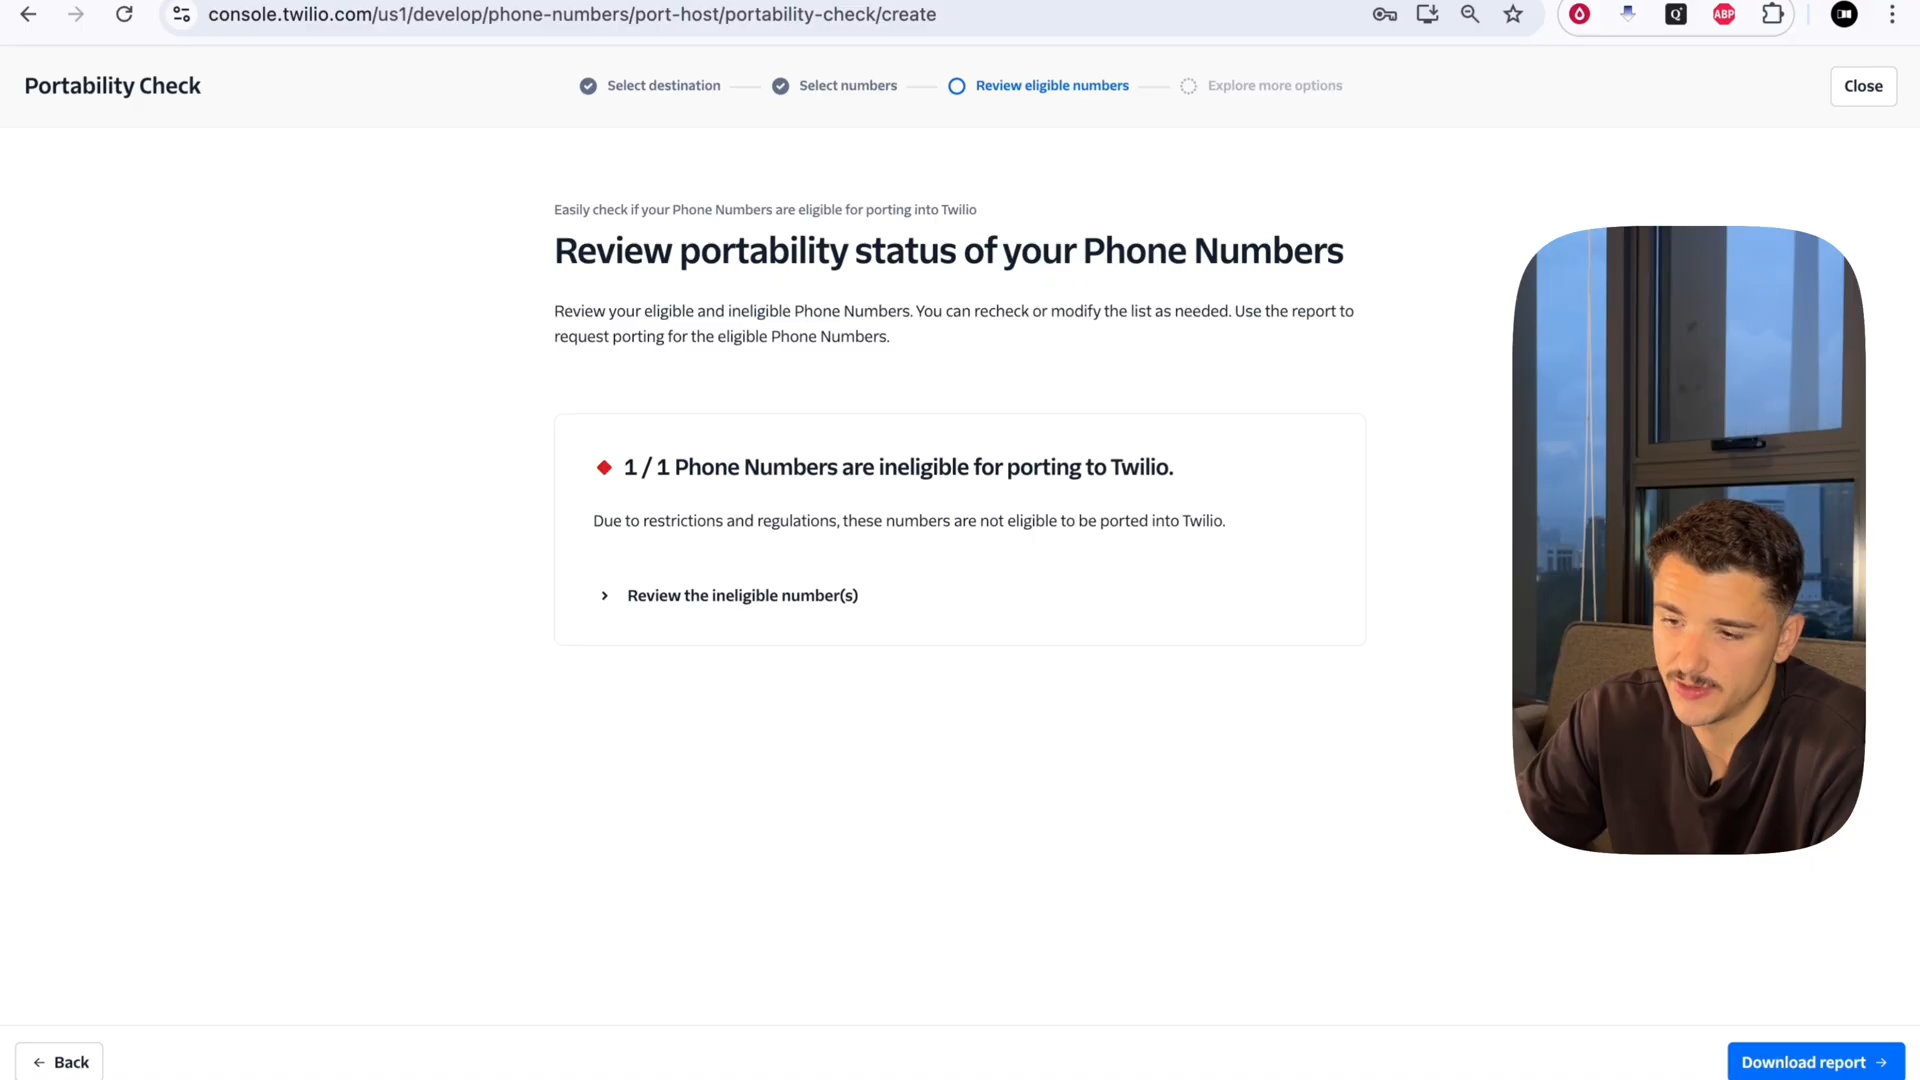 console.twilio.com/us1/develop/phone-numbers/port-host/portability-check/create
Q
ABP
Portability Check
Select destination
Select numbers
Review eligible numbers
Explore more options
Close
Easily check if your Phone Numbers are eligible for porting into Twilio
Review portability status of your Phone Numbers
Review your eligible and ineligible Phone Numbers. You can recheck or modify the list as needed. Use the report to
request porting for the eligible Phone Numbers.
1 / 1 Phone Numbers are ineligible for porting to Twilio.
Due to restrictions and regulations, these numbers are not eligible to be ported into Twilio.
Review the ineligible number(s)
Back
Download report